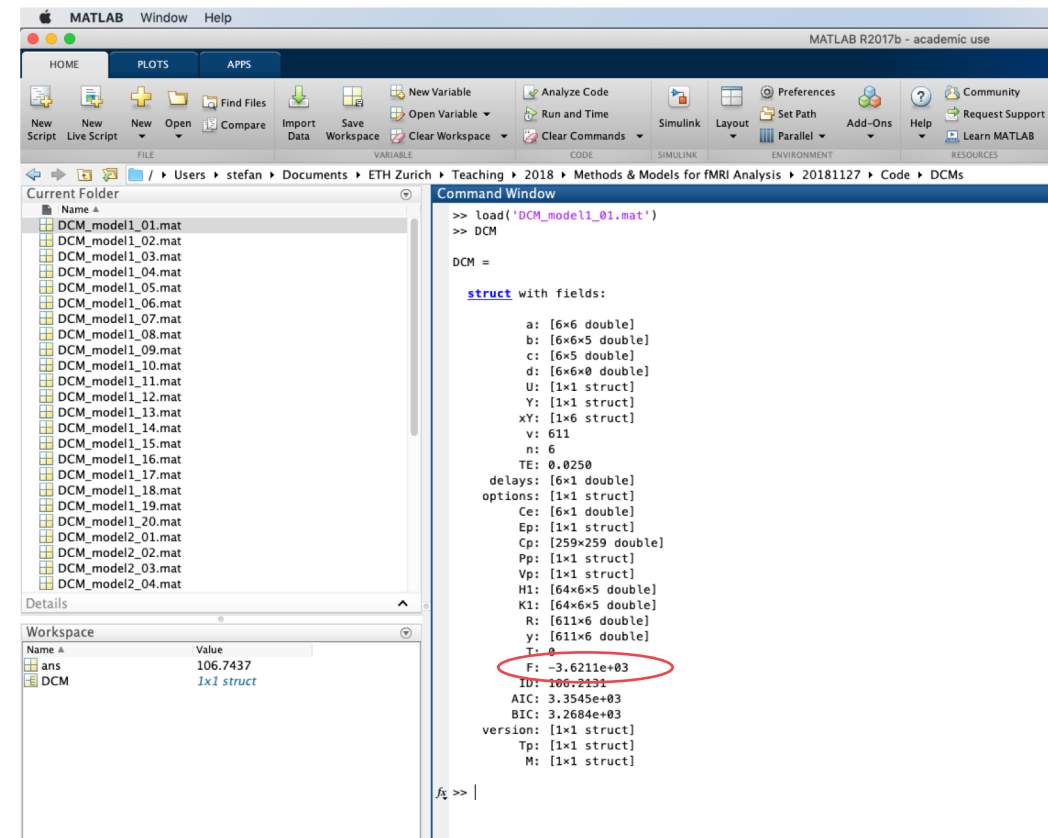 MATLAB Window Help
MATLAB R2017b - academic use
HOME PLOTS APPS
New Script
New Live Script
New
Open
Find Files
Compare
FILE
Import Data
Save Workspace
New Variable
Open Variable
Clear Workspace
VARIABLE
Analyze Code
Run and Time
Clear Commands
CODE
Simulink
SIMULINK
Layout
Preferences
Set Path
Parallel
Add-Ons
ENVIRONMENT
Help
Community
Request Support
Learn MATLAB
RESOURCES
/ Users stefan Documents ETH Zurich Teaching 2018 Methods & Models for fMRI Analysis 20181127 Code DCMs
Current Folder
Name
DCM_model1_01.mat
DCM_model1_02.mat
DCM_model1_03.mat
DCM_model1_04.mat
DCM_model1_05.mat
DCM_model1_06.mat
DCM_model1_07.mat
DCM_model1_08.mat
DCM_model1_09.mat
DCM_model1_10.mat
DCM_model1_11.mat
DCM_model1_12.mat
DCM_model1_13.mat
DCM_model1_14.mat
DCM_model1_15.mat
DCM_model1_16.mat
DCM_model1_17.mat
DCM_model1_18.mat
DCM_model1_19.mat
DCM_model1_20.mat
DCM_model2_01.mat
DCM_model2_02.mat
DCM_model2_03.mat
DCM_model2_04.mat
Details
Workspace
Name Value
ans 106.7437
DCM 1x1 struct
Command Window
>> load('DCM_model1_01.mat')
>> DCM
DCM =
struct with fields:
a: [6×6 double]
b: [6×6×5 double]
c: [6×5 double]
d: [6×6×0 double]
U: [1×1 struct]
Y: [1×1 struct]
xY: [1×6 struct]
v: 611
n: 6
TE: 0.0250
delays: [6×1 double]
options: [1×1 struct]
Ce: [6×1 double]
Ep: [1×1 struct]
Cp: [259×259 double]
Pp: [1×1 struct]
Vp: [1×1 struct]
H1: [64×6×5 double]
K1: [64×6×5 double]
R: [611×6 double]
y: [611×6 double]
T: 0
F: -3.6211e+03
ID: 106.2131
AIC: 3.3545e+03
BIC: 3.2684e+03
version: [1×1 struct]
Tp: [1×1 struct]
M: [1×1 struct]
fx >>